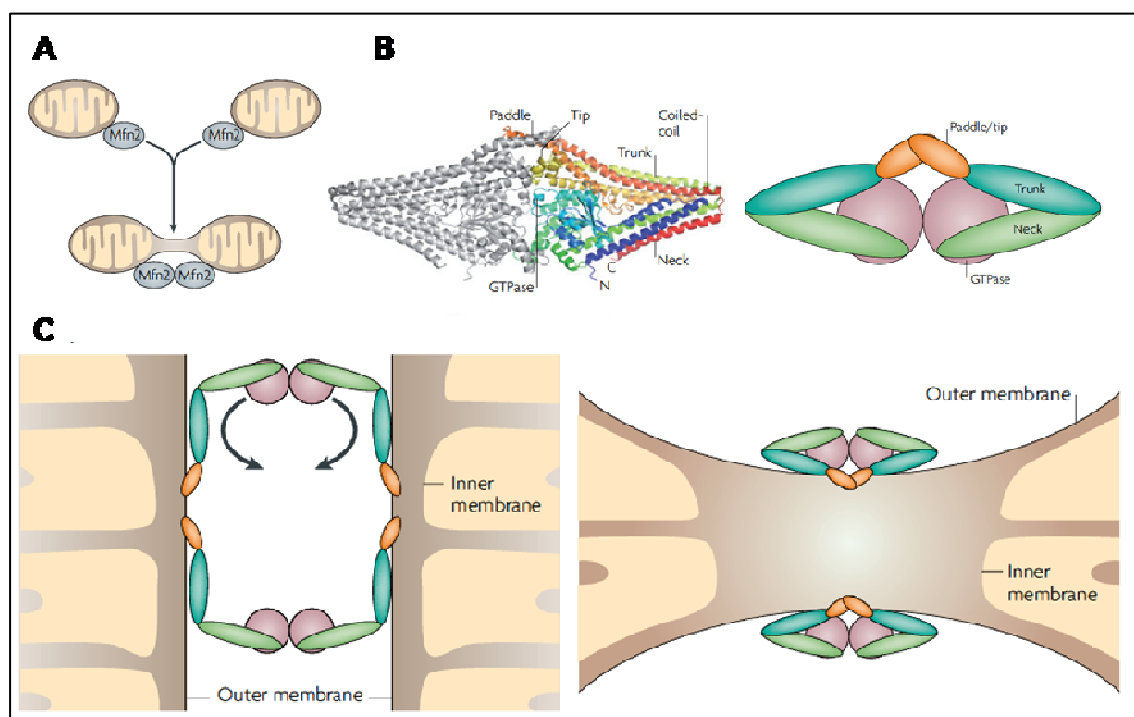 A
B
Mfn2
Mfn2
Mfn2
Mfn2
Paddle
Tip
Coiled-
coil
Trunk
GTPase
C
N
Neck
Paddle/tip
Trunk
Neck
GTPase
C
Inner
membrane
Outer membrane
Outer membrane
Inner
membrane